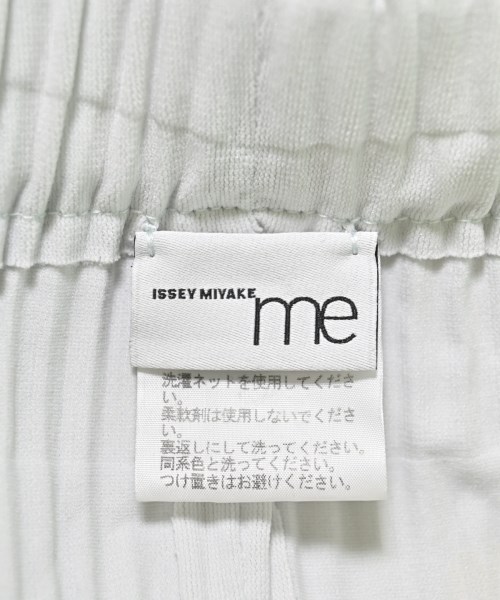 ISSEY MIYAKE me
洗濯ネットを使用してくださ
い。
柔軟剤は使用しないでくださ
い。
裏返しにして洗ってください。
同系色と洗ってください。
つけ置きはお避けください。